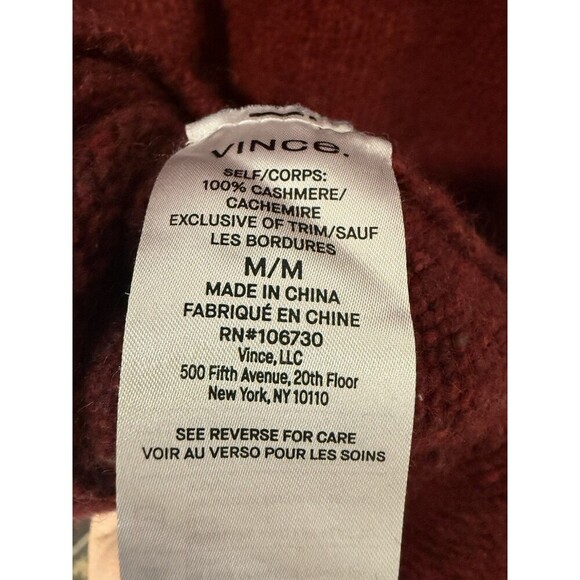 VINCe.
SELF/CORPS:
100% CASHMERE/
CACHEMIRE
EXCLUSIVE OF TRIM/SAUF
LES BORDURES
M/M
MADE IN CHINA
FABRIQUÉ EN CHINE
RN#106730
Vince, LLC
500 Fifth Avenue, 20th Floor
New York, NY 10110
SEE REVERSE FOR CARE
VOIR AU VERSO POUR LES SOINS